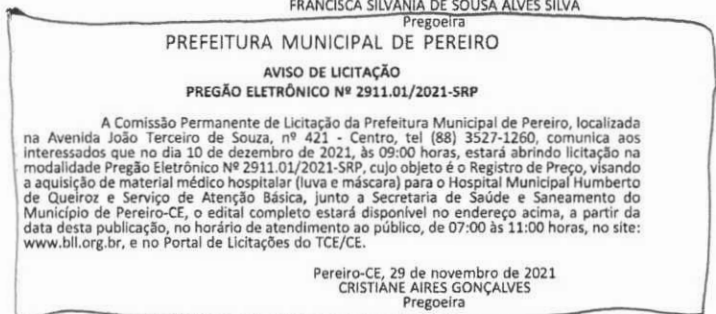 FRANCISCA SILVANIA DE SOUSA ALVES SILVA
Pregoeira
PREFEITURA MUNICIPAL DE PEREIRO
AVISO DE LICITAÇÃO
PREGÃO ELETRÔNICO Nº 2911.01/2021-SRP
A Comissão Permanente de Licitação da Prefeitura Municipal de Pereiro, localizada
na Avenida João Terceiro de Souza, nº 421 - Centro, tel (88) 3527-1260, comunica aos
interessados que no dia 10 de dezembro de 2021, às 09:00 horas, estará abrindo licitação na
modalidade Pregão Eletrônico Nº 2911.01/2021-SRP, cujo objeto é o Registro de Preço, visando
a aquisição de material médico hospitalar (luva e máscara) para o Hospital Municipal Humberto
de Queiroz e Serviço de Atenção Básica, junto a Secretaria de Saúde e Saneamento do
Município de Pereiro-CE, o edital completo estará disponível no endereço acima, a partir da
data desta publicação, no horário de atendimento ao público, de 07:00 às 11:00 horas, no site:
www.bll.org.br, e no Portal de Licitações do TCE/CE.
Pereiro-CE, 29 de novembro de 2021
CRISTIANE AIRES GONÇALVES
Pregoeira